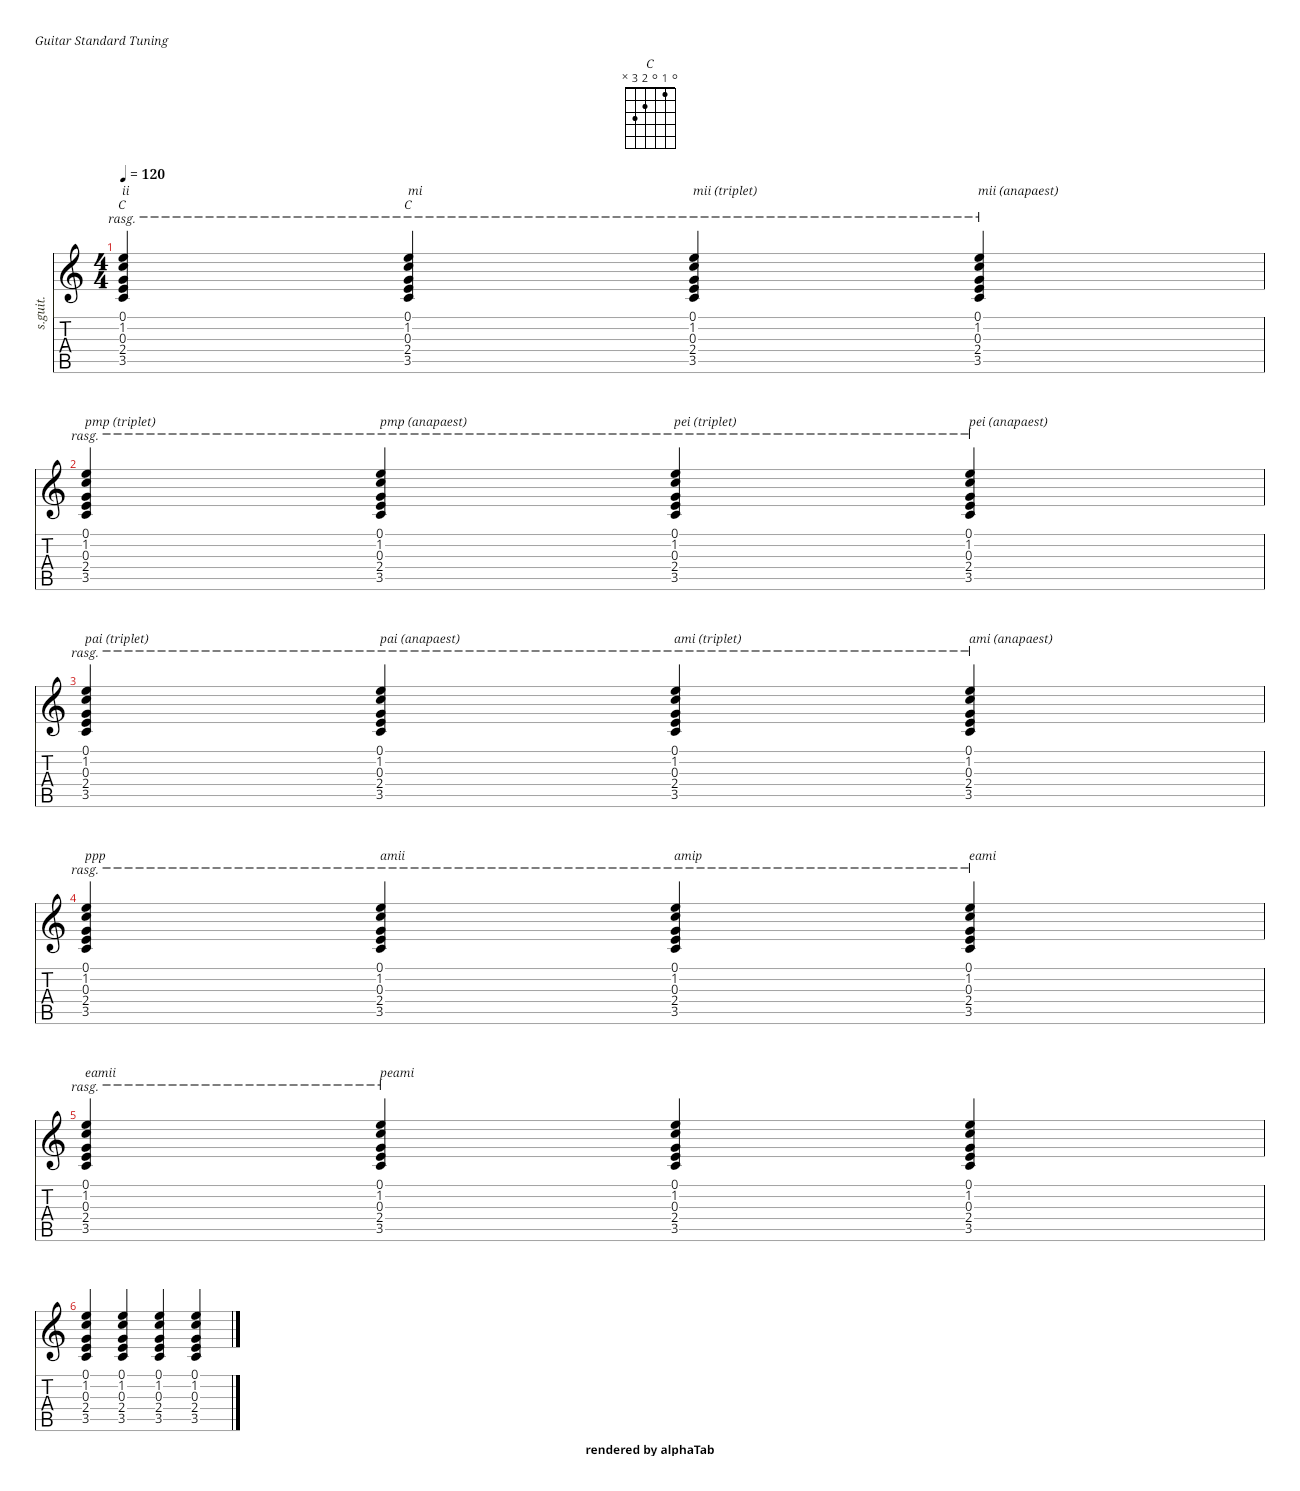 Guitar Standard Tuning
C
× 3 2 ○ 1 ○
♩ = 120
ii mi mii (triplet) mii (anapaest)
C C
rasg.
1
4
4
s.guit.
T
A
B
0 0 0 0
1 1 1 1
0 0 0 0
2 2 2 2
3 3 3 3
pmp (triplet) pmp (anapaest) pei (triplet) pei (anapaest)
rasg.
2
T
A
B
0 0 0 0
1 1 1 1
0 0 0 0
2 2 2 2
3 3 3 3
pai (triplet) pai (anapaest) ami (triplet) ami (anapaest)
rasg.
3
T
A
B
0 0 0 0
1 1 1 1
0 0 0 0
2 2 2 2
3 3 3 3
ppp amii amip eami
rasg.
4
T
A
B
0 0 0 0
1 1 1 1
0 0 0 0
2 2 2 2
3 3 3 3
eamii peami
rasg.
5
T
A
B
0 0 0 0
1 1 1 1
0 0 0 0
2 2 2 2
3 3 3 3
6
T
A
B
0 0 0 0
1 1 1 1
0 0 0 0
2 2 2 2
3 3 3 3
rendered by alphaTab